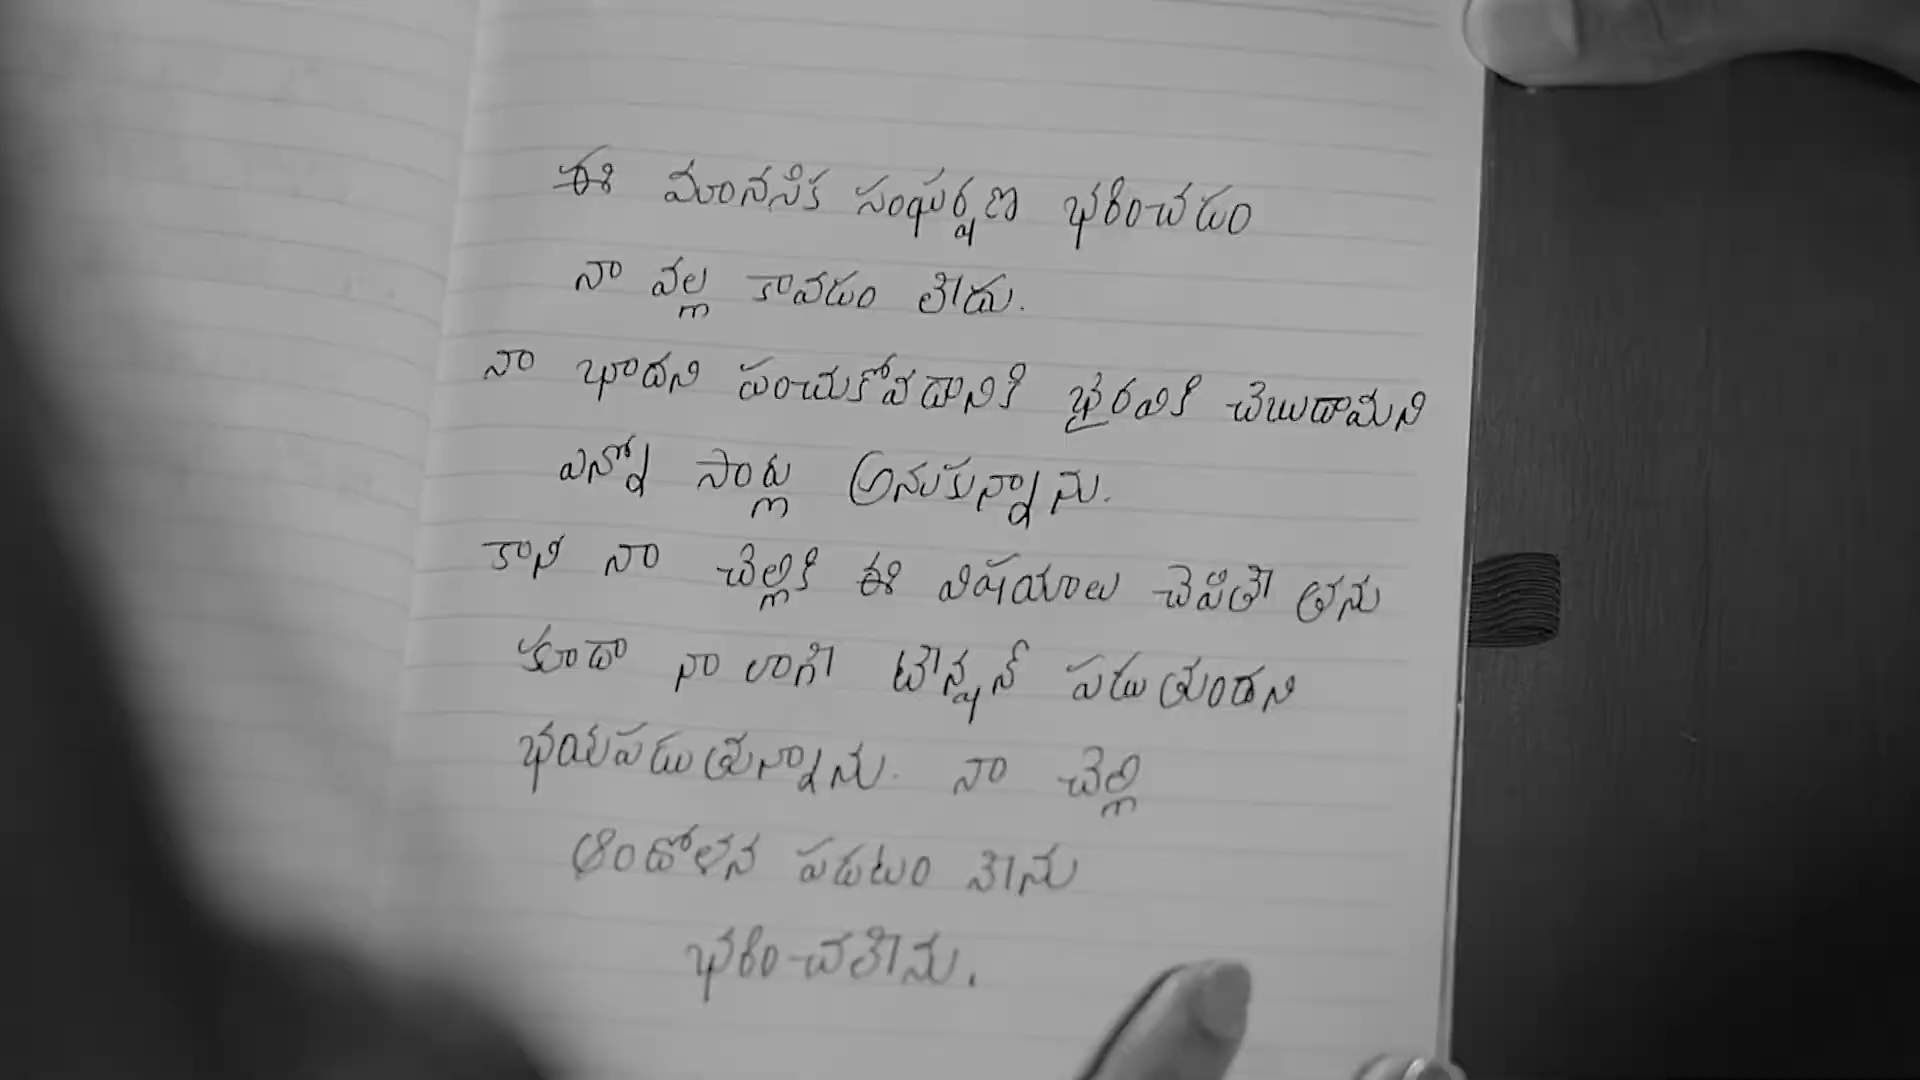 ఈ మానసిక సంఘర్షణ భరించడం
నా వల్ల కావడం లేదు.
నా భాదని పంచుకోవడానికి భైరవికి చెబుదామని
ఎన్నో సార్లు అనుకున్నాను.
కాని నా చెల్లికి ఈ విషయాలు చెపితే తను
కూడా నా లాగే టెన్షన్ పడుతుందని
భయపడుతున్నాను. నా చెల్లి
ఆందోళన పడటం నేను
భరించలేను.